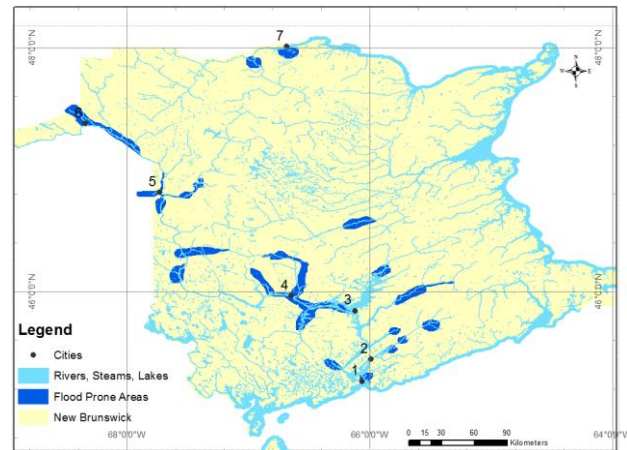 7
48°0'0"N
48°0'0"N
N
W E
S
6
5
4
3
46°0'0"N
46°0'0"N
2
1
Legend
Cities
Rivers, Steams, Lakes
Flood Prone Areas
New Brunswick
0 15 30 60 90
Kilometers
68°0'0"W 66°0'0"W 64°0'0"W